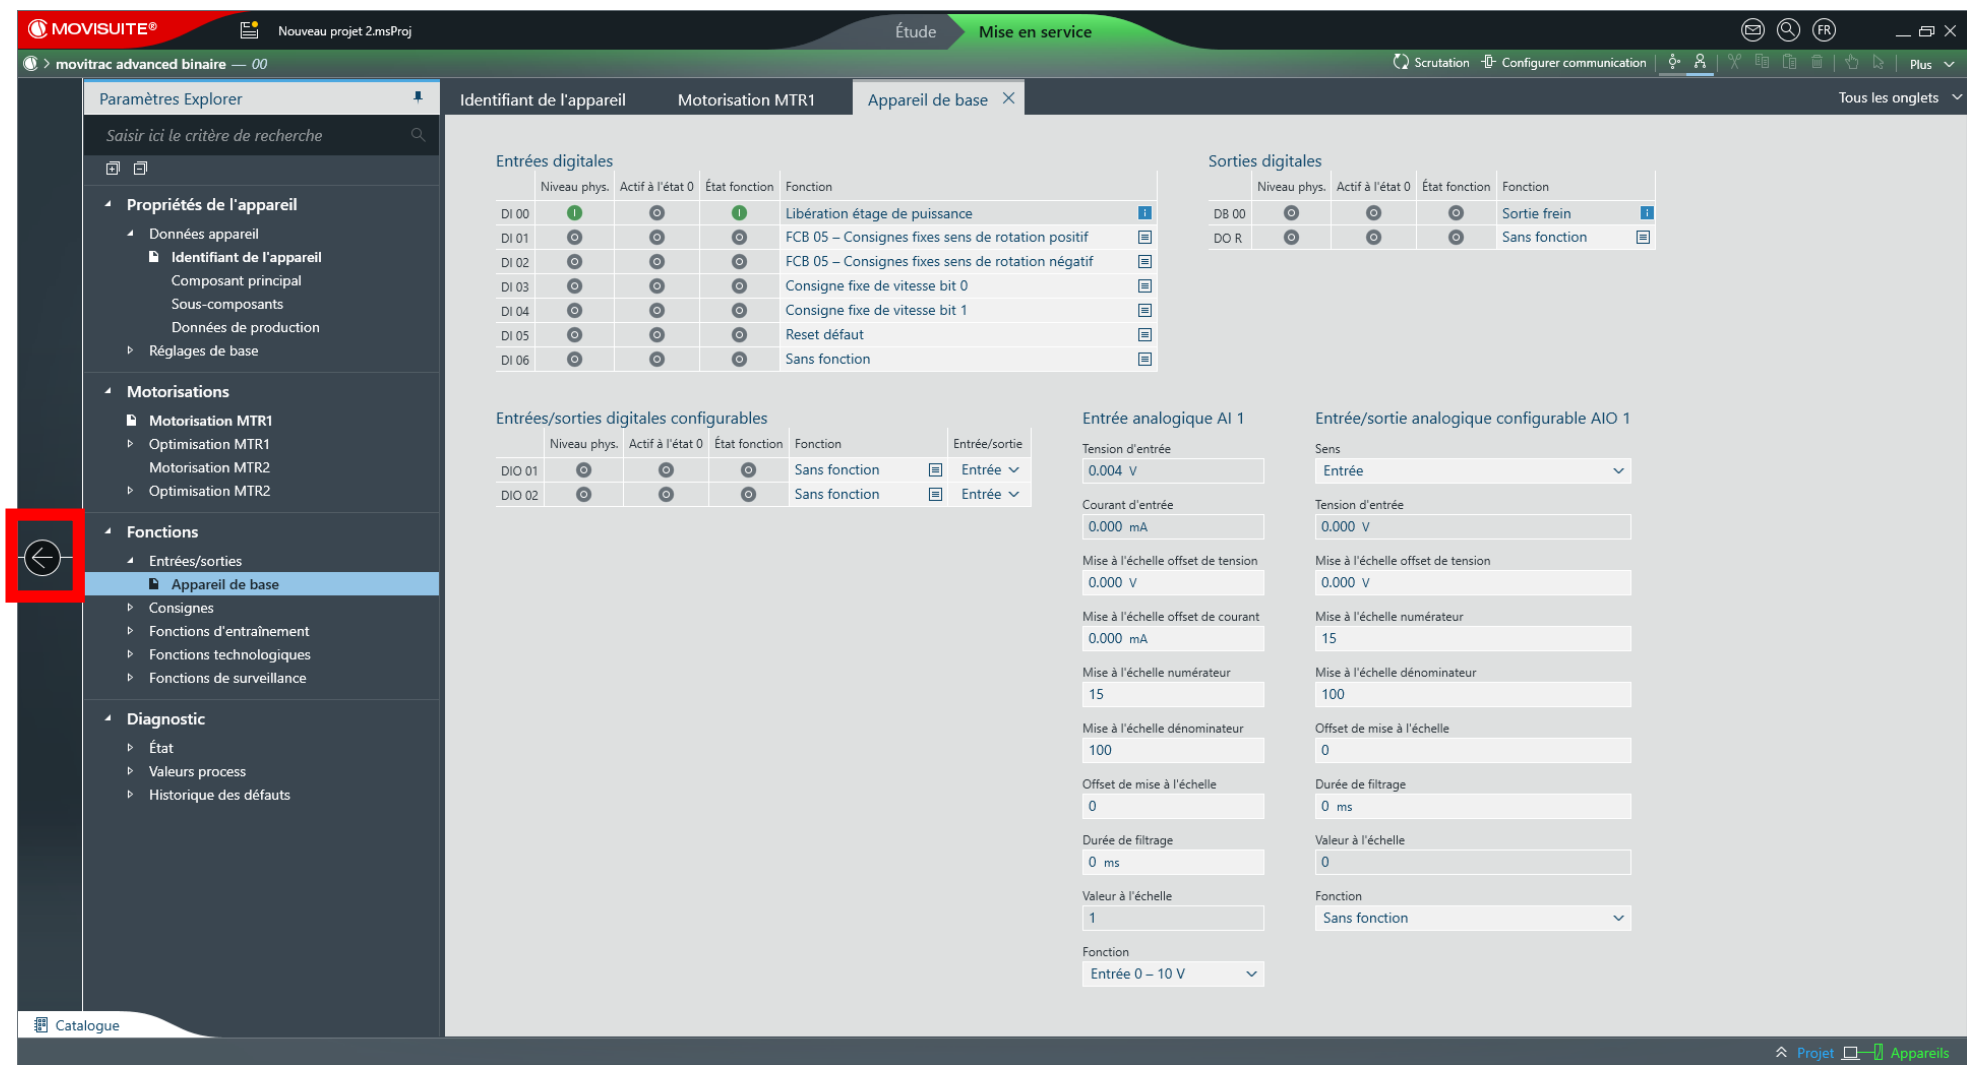 MOVISUITE®
Nouveau projet 2.msProj
Étude
Mise en service
FR
> movitrac advanced binaire — 00
Scrutation
Configurer communication
Plus
Paramètres Explorer
Identifiant de l'appareil
Motorisation MTR1
Appareil de base
Tous les onglets
Saisir ici le critère de recherche
Propriétés de l'appareil
Données appareil
Identifiant de l'appareil
Composant principal
Sous-composants
Données de production
Réglages de base
Motorisations
Motorisation MTR1
Optimisation MTR1
Motorisation MTR2
Optimisation MTR2
Fonctions
Entrées/sorties
Appareil de base
Consignes
Fonctions d'entraînement
Fonctions technologiques
Fonctions de surveillance
Diagnostic
État
Valeurs process
Historique des défauts
Catalogue
Entrées digitales
Niveau phys. Actif à l'état 0 État fonction Fonction
DI 00 Libération étage de puissance
DI 01 FCB 05 – Consignes fixes sens de rotation positif
DI 02 FCB 05 – Consignes fixes sens de rotation négatif
DI 03 Consigne fixe de vitesse bit 0
DI 04 Consigne fixe de vitesse bit 1
DI 05 Reset défaut
DI 06 Sans fonction
Sorties digitales
Niveau phys. Actif à l'état 0 État fonction Fonction
DB 00 Sortie frein
DO R Sans fonction
Entrées/sorties digitales configurables
Niveau phys. Actif à l'état 0 État fonction Fonction Entrée/sortie
DIO 01 Sans fonction Entrée
DIO 02 Sans fonction Entrée
Entrée analogique AI 1
Tension d'entrée
0.004 V
Courant d'entrée
0.000 mA
Mise à l'échelle offset de tension
0.000 V
Mise à l'échelle offset de courant
0.000 mA
Mise à l'échelle numérateur
15
Mise à l'échelle dénominateur
100
Offset de mise à l'échelle
0
Durée de filtrage
0 ms
Valeur à l'échelle
1
Fonction
Entrée 0 – 10 V
Entrée/sortie analogique configurable AIO 1
Sens
Entrée
Tension d'entrée
0.000 V
Mise à l'échelle offset de tension
0.000 V
Mise à l'échelle numérateur
15
Mise à l'échelle dénominateur
100
Offset de mise à l'échelle
0
Durée de filtrage
0 ms
Valeur à l'échelle
0
Fonction
Sans fonction
Projet
Appareils